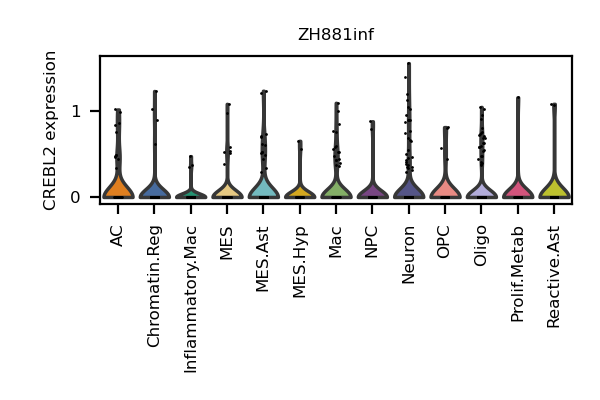 ZH881inf
CREBL2 expression
1
0
AC
Chromatin.Reg
Inflammatory.Mac
MES
MES.Ast
MES.Hyp
Mac
NPC
Neuron
OPC
Oligo
Prolif.Metab
Reactive.Ast